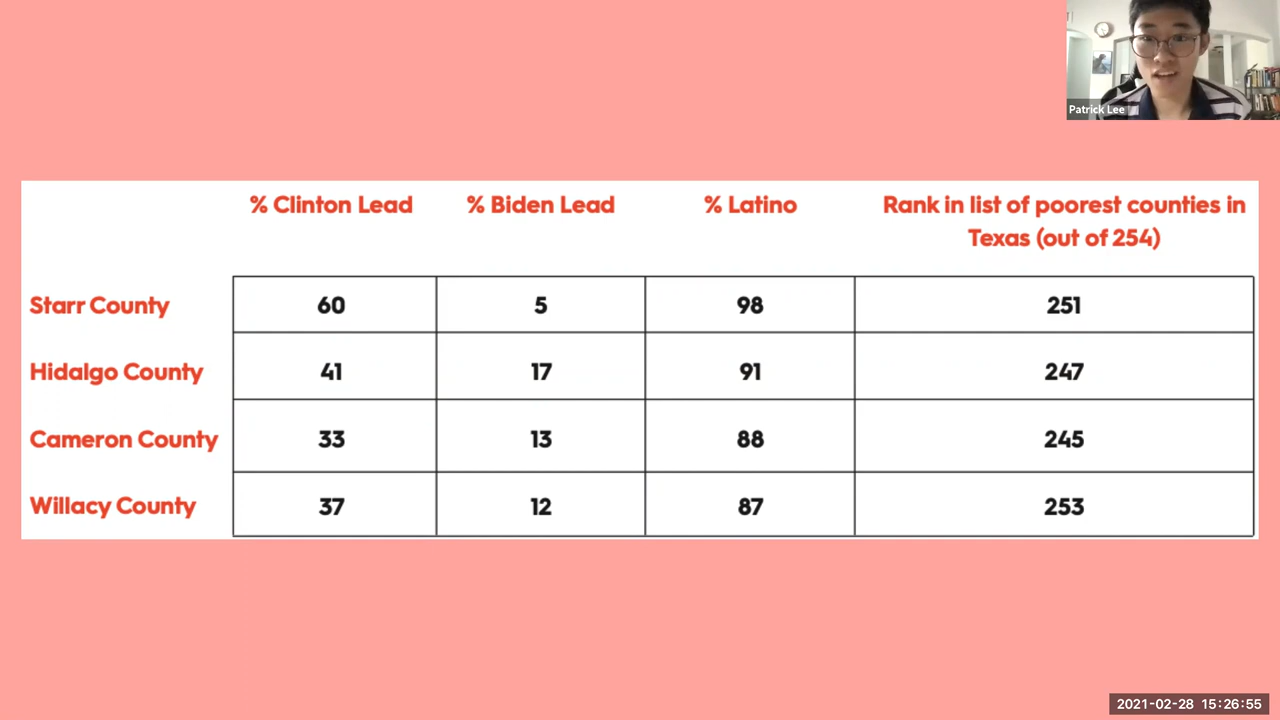 Patrick Lee
% Clinton Lead % Biden Lead % Latino Rank in list of poorest counties in
Texas (out of 254)
Starr County 60 5 98 251
Hidalgo County 41 17 91 247
Cameron County 33 13 88 245
Willacy County 37 12 87 253
2021-02-28 15:26:55